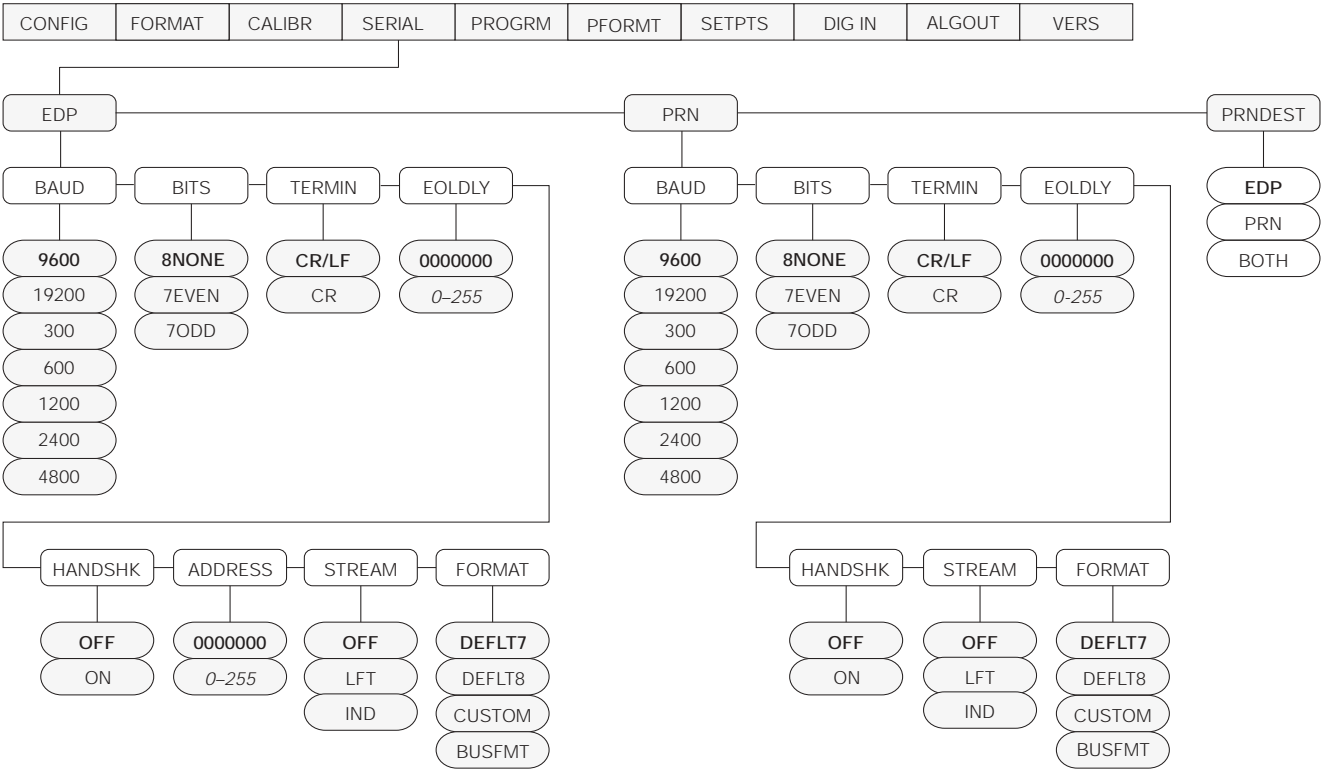 CONFIG FORMAT CALIBR SERIAL PROGRM PFORMT SETPTS DIG IN ALGOUT VERS
EDP PRN PRNDEST
BAUD BITS TERMIN EOLDLY BAUD BITS TERMIN EOLDLY EDP
PRN
9600 8NONE CR/LF 0000000 9600 8NONE CR/LF 0000000 BOTH
19200 7EVEN CR 0–255 19200 7EVEN CR 0-255
300 7ODD 300 7ODD
600 600
1200 1200
2400 2400
4800 4800
HANDSHK ADDRESS STREAM FORMAT HANDSHK STREAM FORMAT
OFF 0000000 OFF DEFLT7 OFF OFF DEFLT7
ON 0–255 LFT DEFLT8 ON LFT DEFLT8
IND CUSTOM IND CUSTOM
BUSFMT BUSFMT